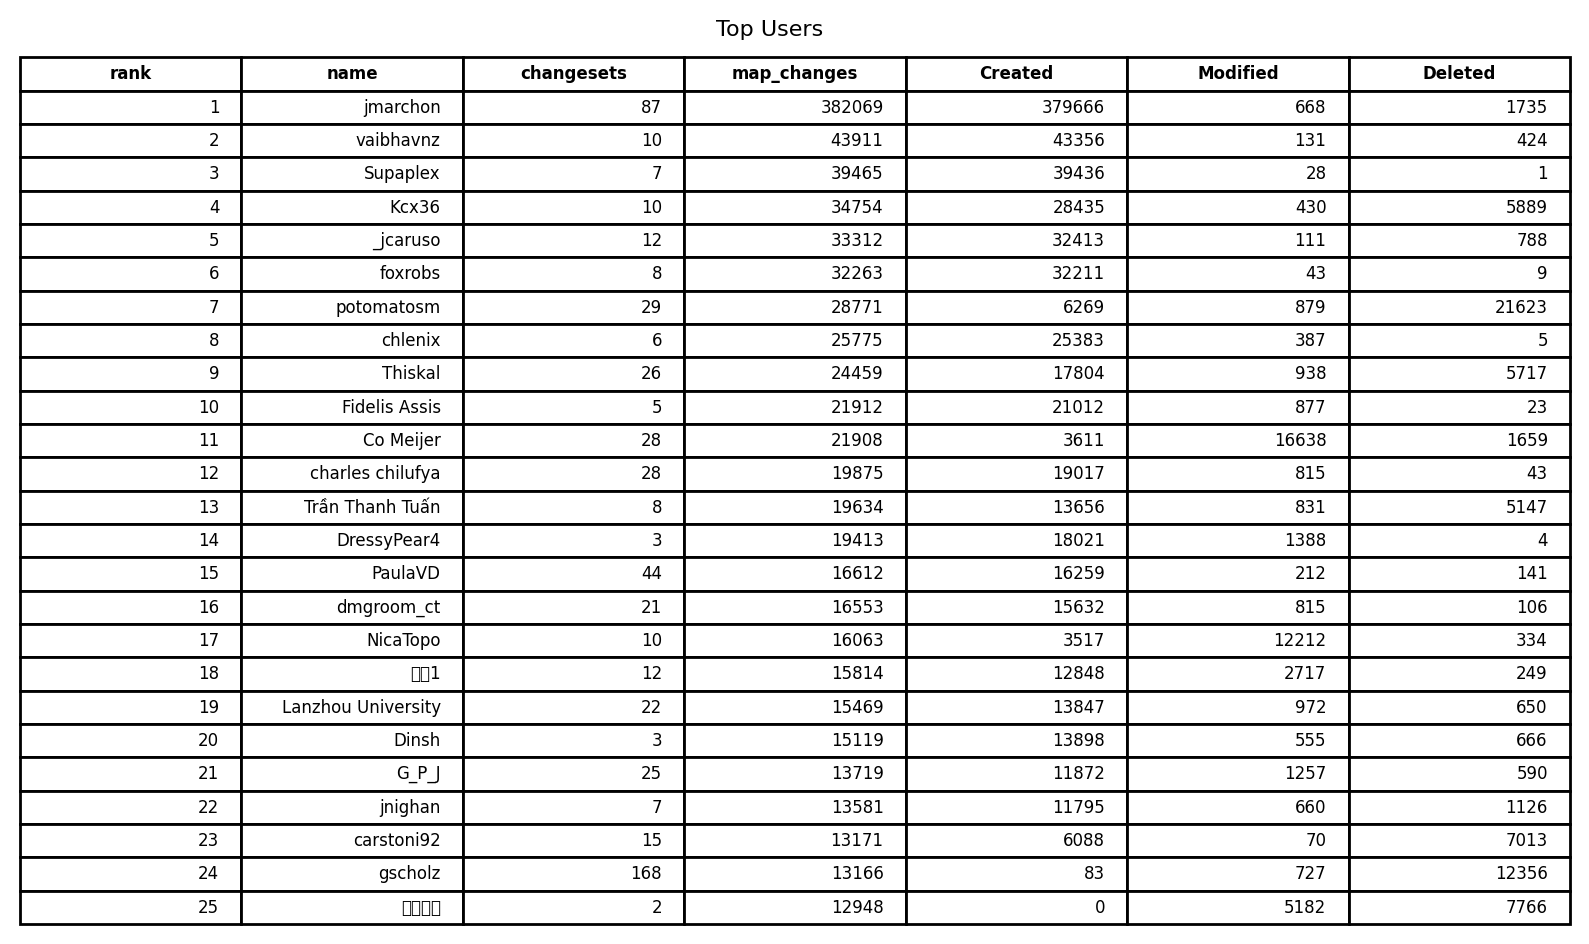 Top Users
rank name changesets map_changes Created Modified Deleted
1 jmarchon 87 382069 379666 668 1735
2 vaibhavnz 10 43911 43356 131 424
3 Supaplex 7 39465 39436 28 1
4 Kcx36 10 34754 28435 430 5889
5 _jcaruso 12 33312 32413 111 788
6 foxrobs 8 32263 32211 43 9
7 potomatosm 29 28771 6269 879 21623
8 chlenix 6 25775 25383 387 5
9 Thiskal 26 24459 17804 938 5717
10 Fidelis Assis 5 21912 21012 877 23
11 Co Meijer 28 21908 3611 16638 1659
12 charles chilufya 28 19875 19017 815 43
13 Trần Thanh Tuấn 8 19634 13656 831 5147
14 DressyPear4 3 19413 18021 1388 4
15 PaulaVD 44 16612 16259 212 141
16 dmgroom_ct 21 16553 15632 815 106
17 NicaTopo 10 16063 3517 12212 334
18 1 12 15814 12848 2717 249
19 Lanzhou University 22 15469 13847 972 650
20 Dinsh 3 15119 13898 555 666
21 G_P_J 25 13719 11872 1257 590
22 jnighan 7 13581 11795 660 1126
23 carstoni92 15 13171 6088 70 7013
24 gscholz 168 13166 83 727 12356
25 2 12948 0 5182 7766